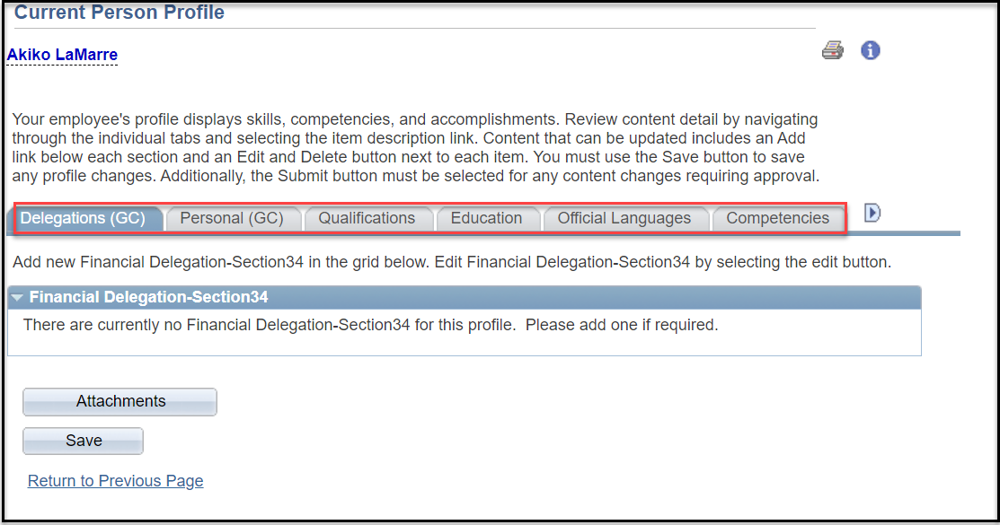 Current Person Profile
Akiko LaMarre
Your employee's profile displays skills, competencies, and accomplishments. Review content detail by navigating
through the individual tabs and selecting the item description link. Content that can be updated includes an Add
link below each section and an Edit and Delete button next to each item. You must use the Save button to save
any profile changes. Additionally, the Submit button must be selected for any content changes requiring approval.
Delegations (GC) Personal (GC) Qualifications Education Official Languages Competencies
Add new Financial Delegation-Section34 in the grid below. Edit Financial Delegation-Section34 by selecting the edit button.
Financial Delegation-Section34
There are currently no Financial Delegation-Section34 for this profile. Please add one if required.
Attachments
Save
Return to Previous Page